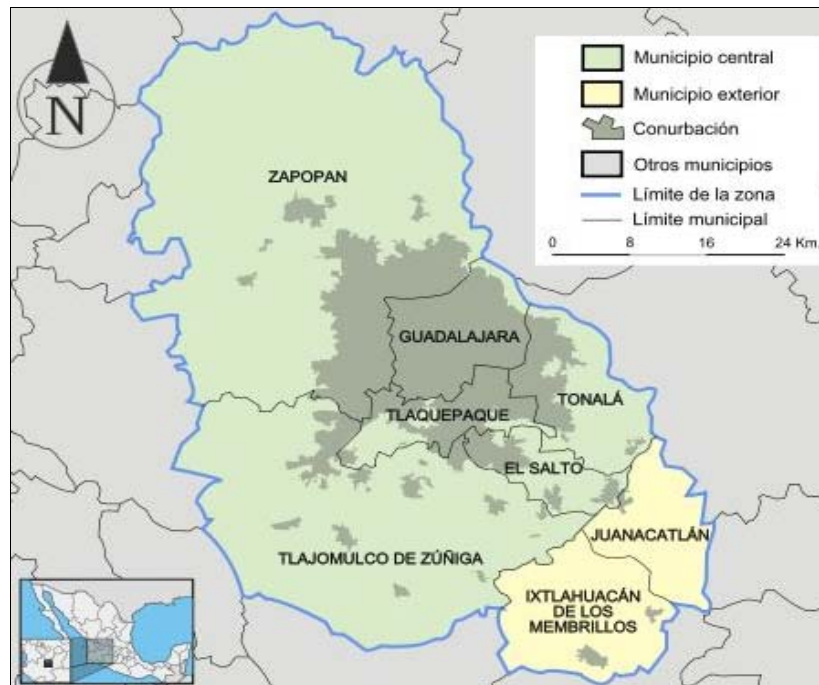 N
Municipio central
Municipio exterior
Conurbación
Otros municipios
Límite de la zona
Límite municipal
0 8 16 24 Km.
ZAPOPAN
GUADALAJARA
TONALÁ
TLAQUEPAQUE
EL SALTO
JUANACATLÁN
TLAJOMULCO DE ZÚÑIGA
IXTLAHUACÁN
DE LOS
MEMBRILLOS